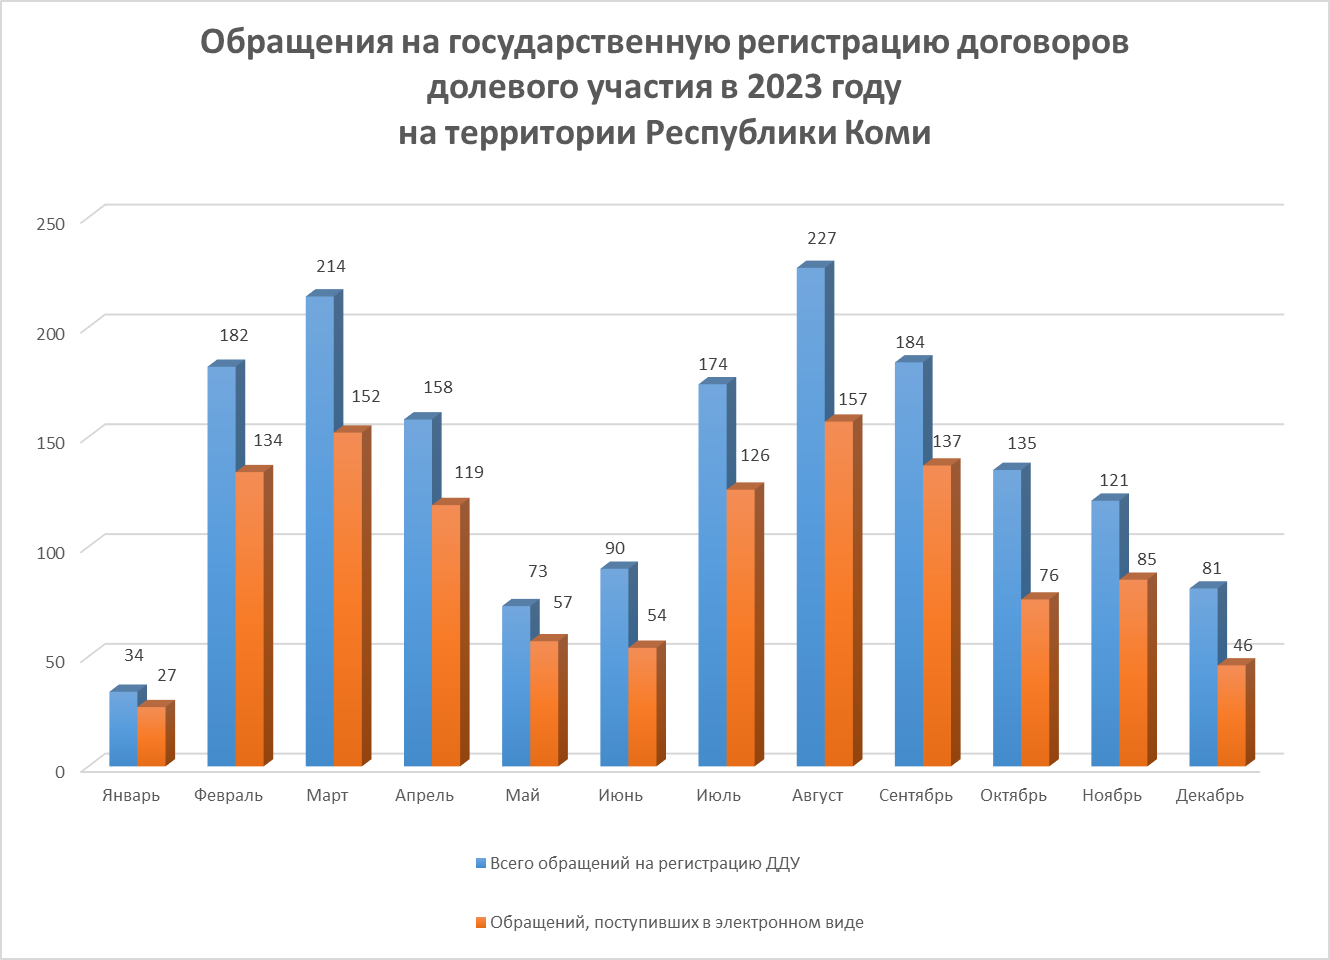 Обращения на государственную регистрацию договоров
долевого участия в 2023 году
на территории Республики Коми
250
200
150
100
50
0
34
27
182
134
214
152
158
119
73
57
90
54
174
126
227
157
184
137
135
76
121
85
81
46
Январь
Февраль
Март
Апрель
Май
Июнь
Июль
Август
Сентябрь
Октябрь
Ноябрь
Декабрь
Всего обращений на регистрацию ДДУ
Обращений, поступивших в электронном виде